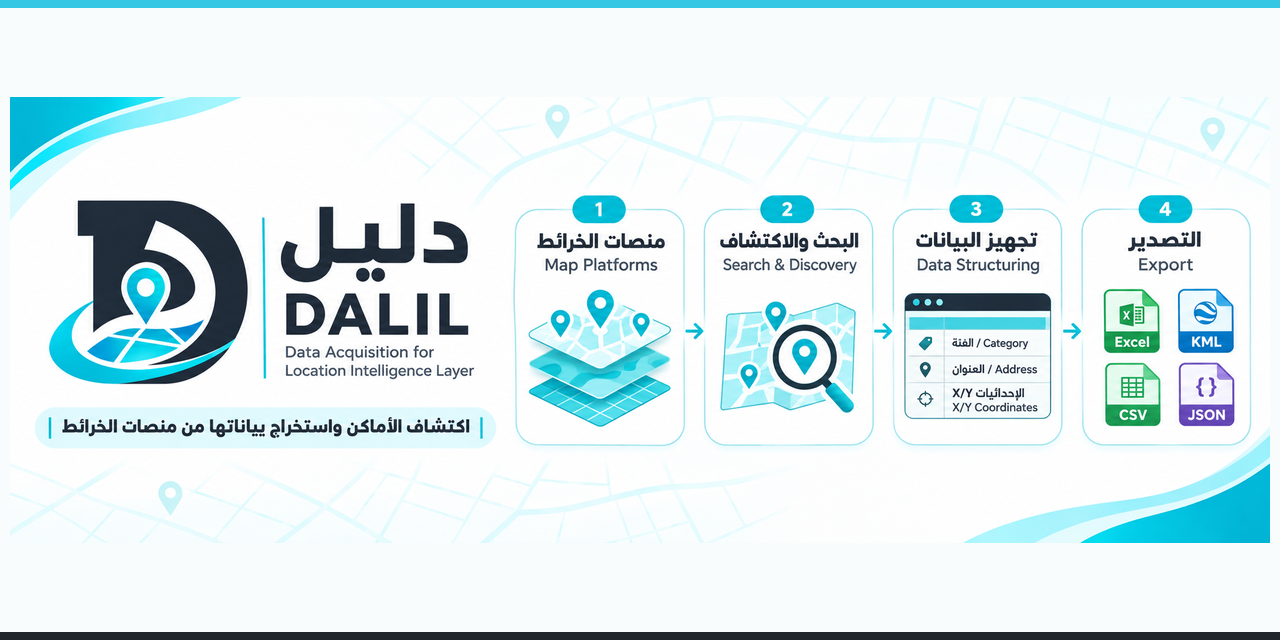 دليل
DALIL
Data Acquisition for
Location Intelligence Layer
اكتشاف الأماكن واستخراج بياناتها من منصات الخرائط
1
منصات الخرائط
Map Platforms
2
البحث والاكتشاف
Search & Discovery
3
تجهيز البيانات
Data Structuring
الفئة / Category
العنوان / Address
الإحداثيات X/Y
X/Y Coordinates
4
التصدير
Export
X
Excel
KML
CSV
{ }
JSON